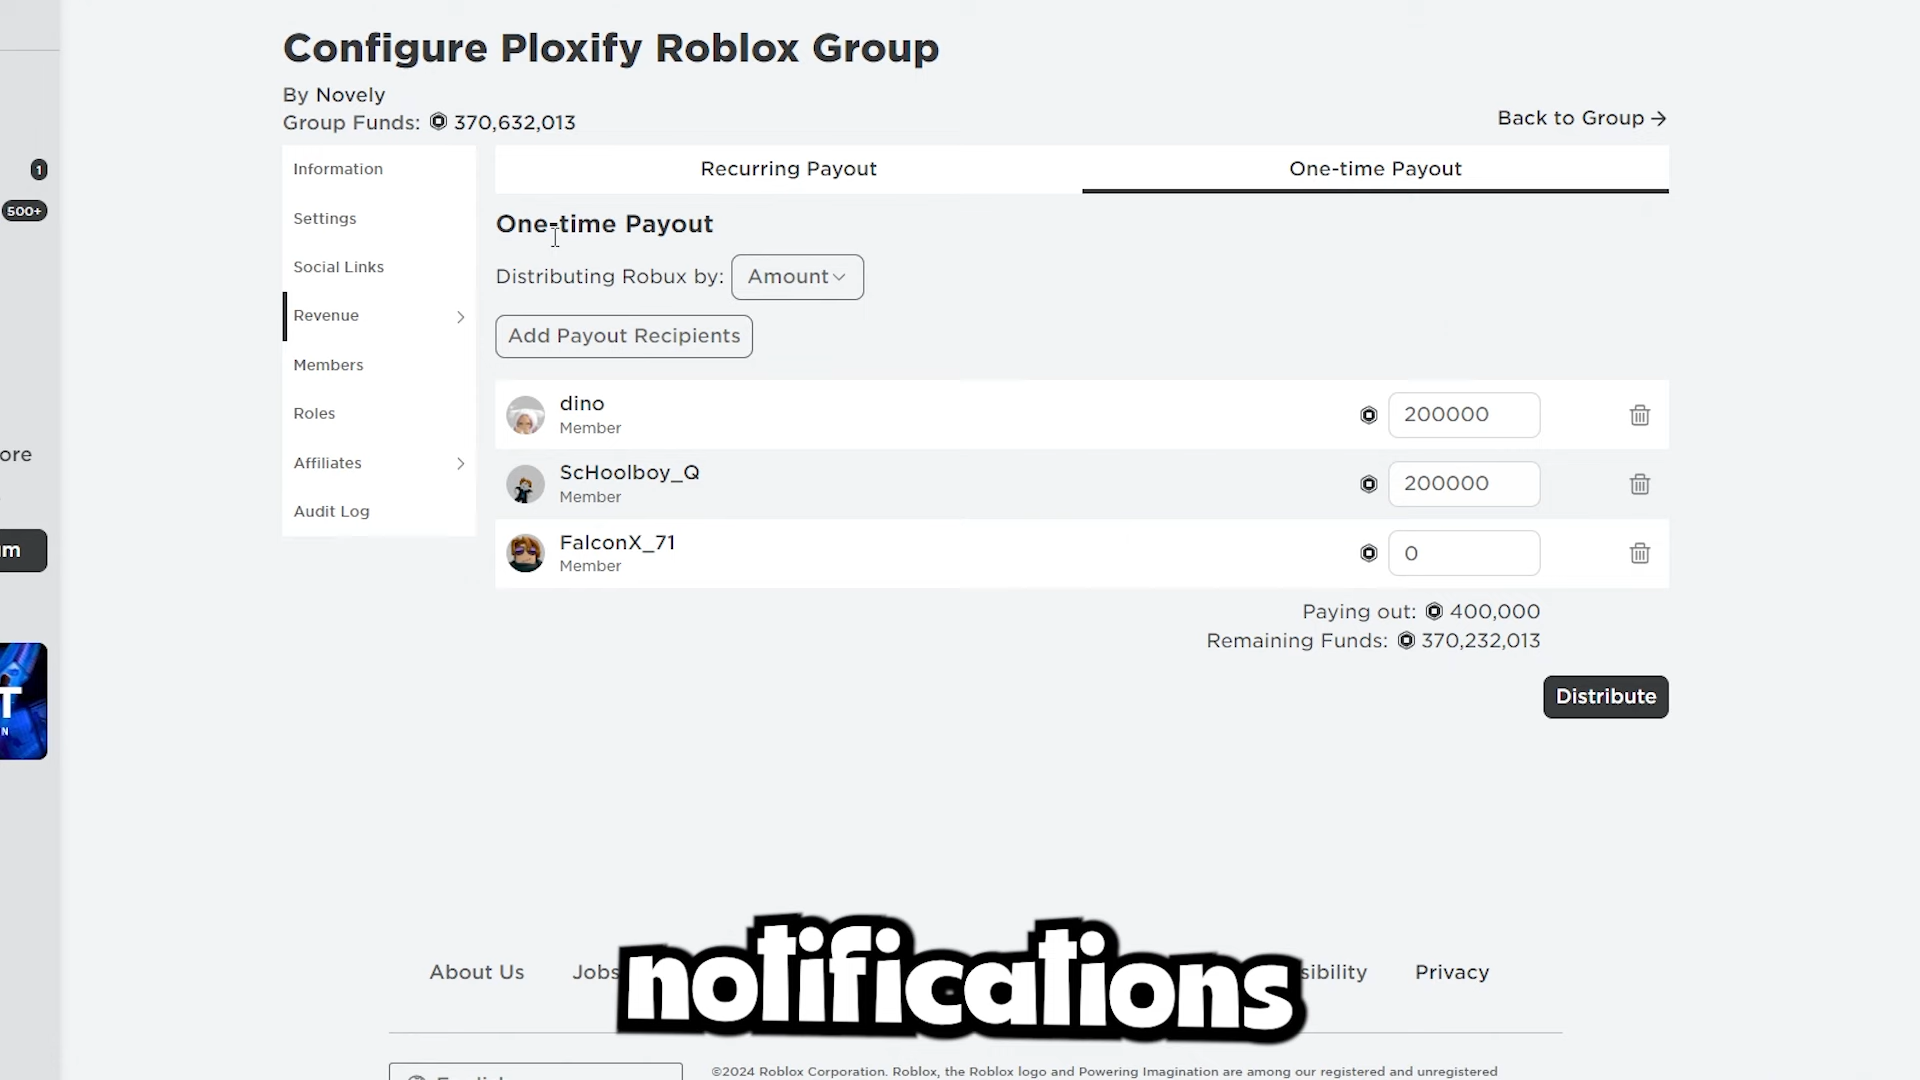 Configure Ploxify Roblox Group
By Novely
Group Funds: 370,632,013
Back to Group →
1
500+
ore
m
T
N
Information
Settings
Social Links
Revenue
Members
Roles
Affiliates
Audit Log
Recurring Payout
One-time Payout
One-time Payout
Distributing Robux by: Amount
Add Payout Recipients
dino
Member
200000
ScHoolboy_Q
Member
200000
FalconX_71
Member
0
Paying out: 400,000
Remaining Funds: 370,232,013
Distribute
About Us Jobs sibility Privacy
notifications
©2024 Roblox Corporation. Roblox, the Roblox logo and Powering Imagination are among our registered and unregistered